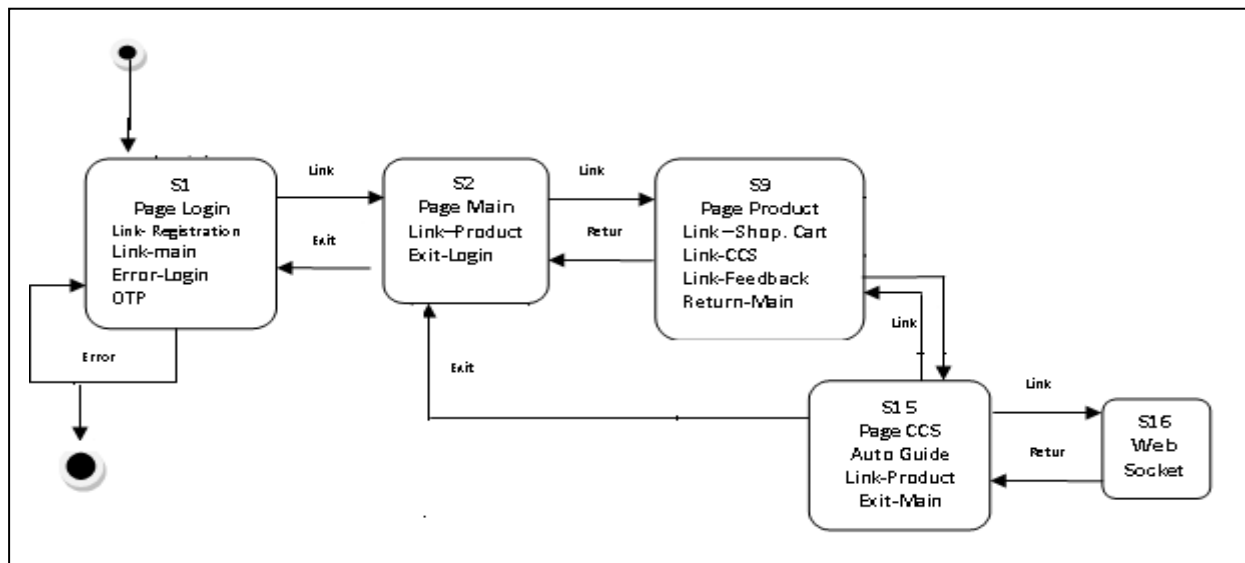 S1
Page Login
Link- Registration
Link-main
Error-Login
OTP
Link
Exit
Error
S2
Page Main
Link-Product
Exit-Login
Link
Retur
Exit
S9
Page Product
Link-Shop. Cart
Link-CCS
Link-Feedback
Return-Main
Link
S15
Page CCS
Auto Guide
Link-Product
Exit-Main
Link
Retur
S16
Web
Socket